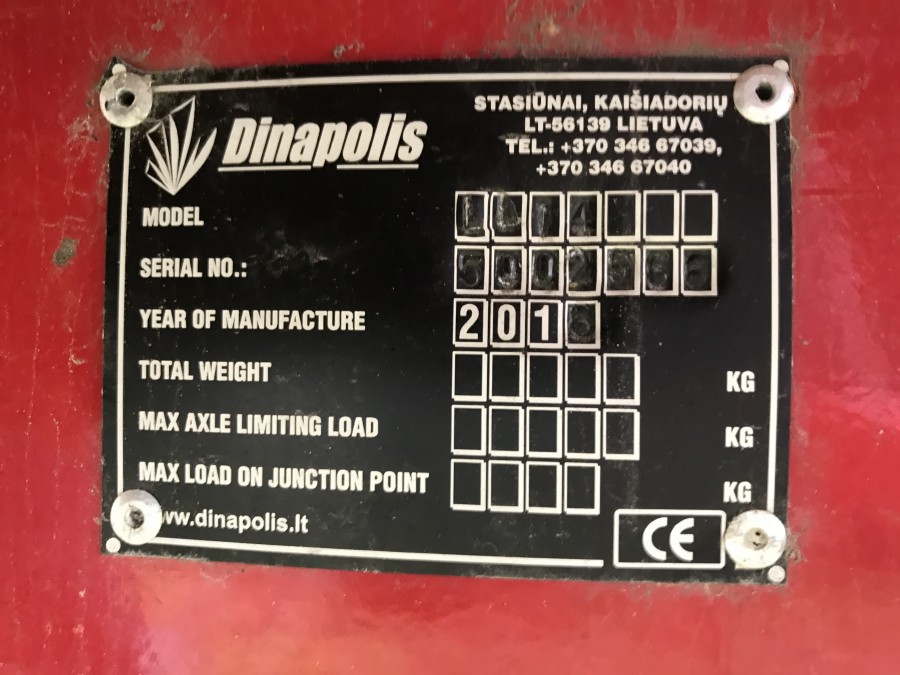 Dinapolis
STASIŪNAI, KAIŠIADORIŲ
LT-56139 LIETUVA
TEL.: +370 346 67039,
+370 346 67040
MODEL
SERIAL NO.:
YEAR OF MANUFACTURE 2016
TOTAL WEIGHT KG
MAX AXLE LIMITING LOAD KG
MAX LOAD ON JUNCTION POINT KG
www.dinapolis.lt
CE